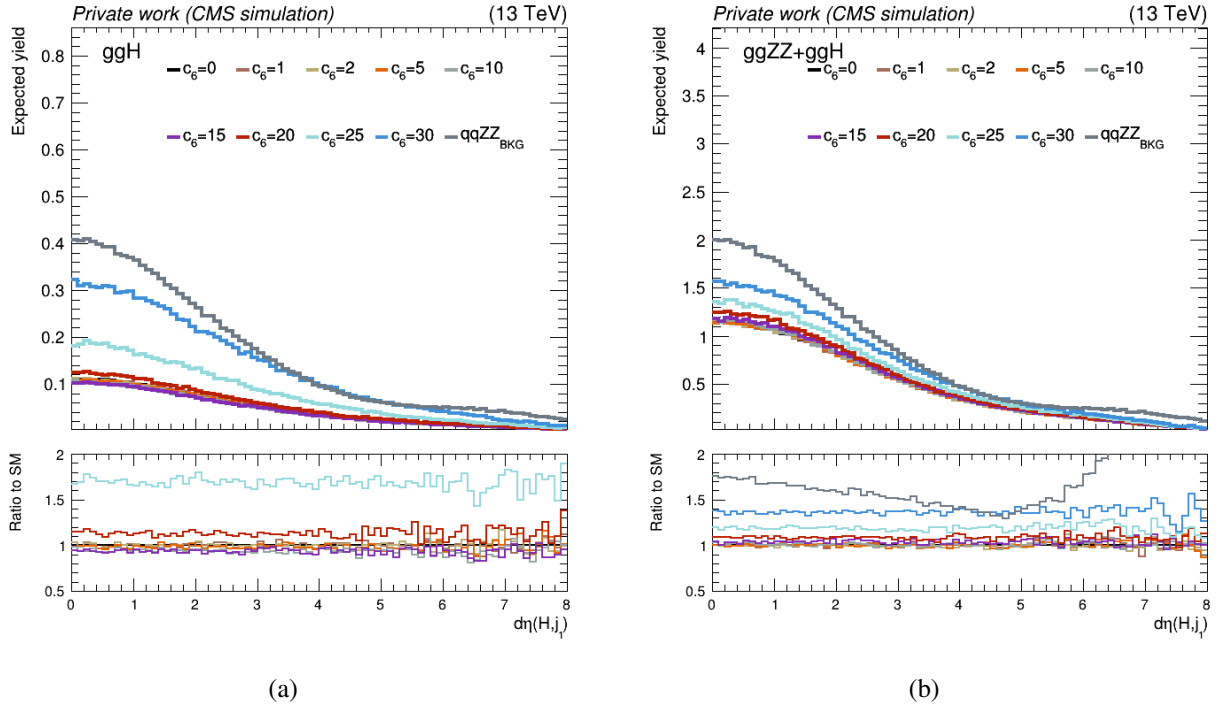 Private work (CMS simulation) (13 TeV)
Expected yield
ggH
c6=0 c6=1 c6=2 c6=5 c6=10
c6=15 c6=20 c6=25 c6=30 qqZZBKG
0.8
0.7
0.6
0.5
0.4
0.3
0.2
0.1
Ratio to SM
2
1.5
1
0.5
0 1 2 3 4 5 6 7 8
dη(H,j1)
(a)
Private work (CMS simulation) (13 TeV)
Expected yield
ggZZ+ggH
c6=0 c6=1 c6=2 c6=5 c6=10
c6=15 c6=20 c6=25 c6=30 qqZZBKG
4
3.5
3
2.5
2
1.5
1
0.5
Ratio to SM
2
1.5
1
0.5
0 1 2 3 4 5 6 7 8
dη(H,j1)
(b)